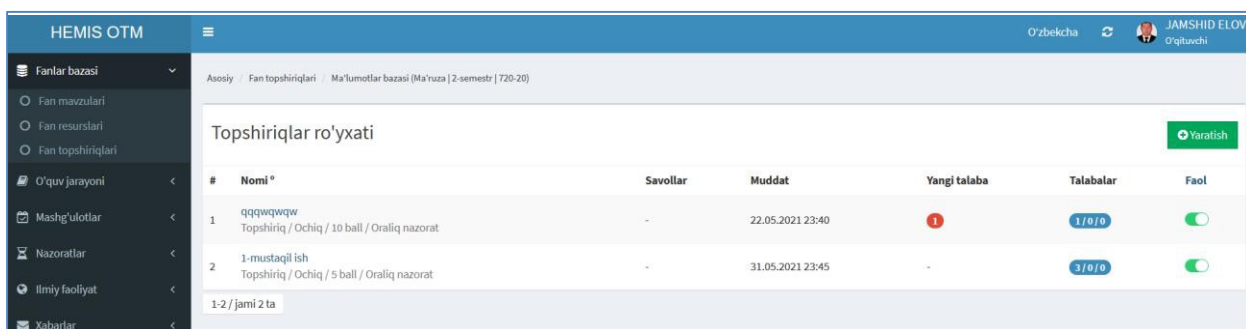 HEMIS OTM
O'zbekcha
JAMSHID ELOV
O'qituvchi
Fanlar bazasi
Fan mavzulari
Fan resurslari
Fan topshiriqlari
O'quv jarayoni
Mashg'ulotlar
Nazoratlar
Ilmiy faoliyat
Xabarlar
Asosiy / Fan topshiriqlari / Ma'lumotlar bazasi (Ma'ruza | 2-semestr | 720-20)
Topshiriqlar ro'yxati
Yaratish
# Nomi º Savollar Muddat Yangi talaba Talabalar Faol
1 qqqwqwqw - 22.05.2021 23:40 1 1/0/0
Topshiriq / Ochiq / 10 ball / Oraliq nazorat
2 1-mustaqil ish - 31.05.2021 23:45 - 3/0/0
Topshiriq / Ochiq / 5 ball / Oraliq nazorat
1-2 / jami 2 ta